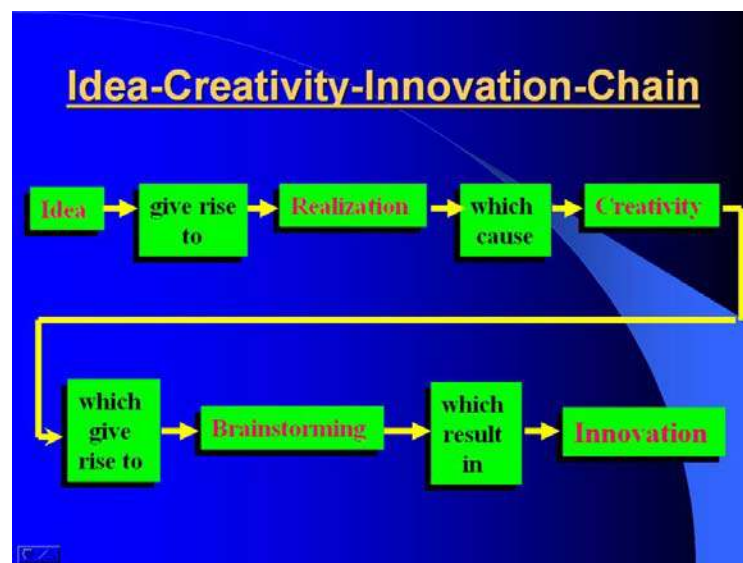 Idea-Creativity-Innovation-Chain
Idea
give rise
to
Realization
which
cause
Creativity
which
give
rise to
Brainstorming
which
result
in
Innovation